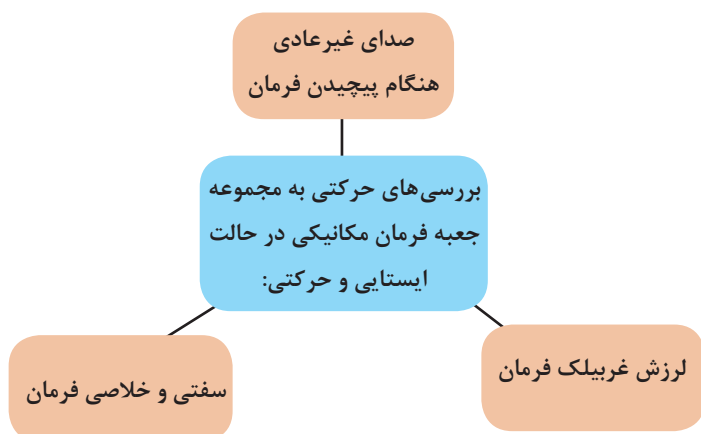 صدای غیرعادی
هنگام پیچیدن فرمان
بررسی‌های حرکتی به مجموعه
جعبه فرمان مکانیکی در حالت
ایستایی و حرکتی:
لرزش غربیلک فرمان
سفتی و خلاصی فرمان